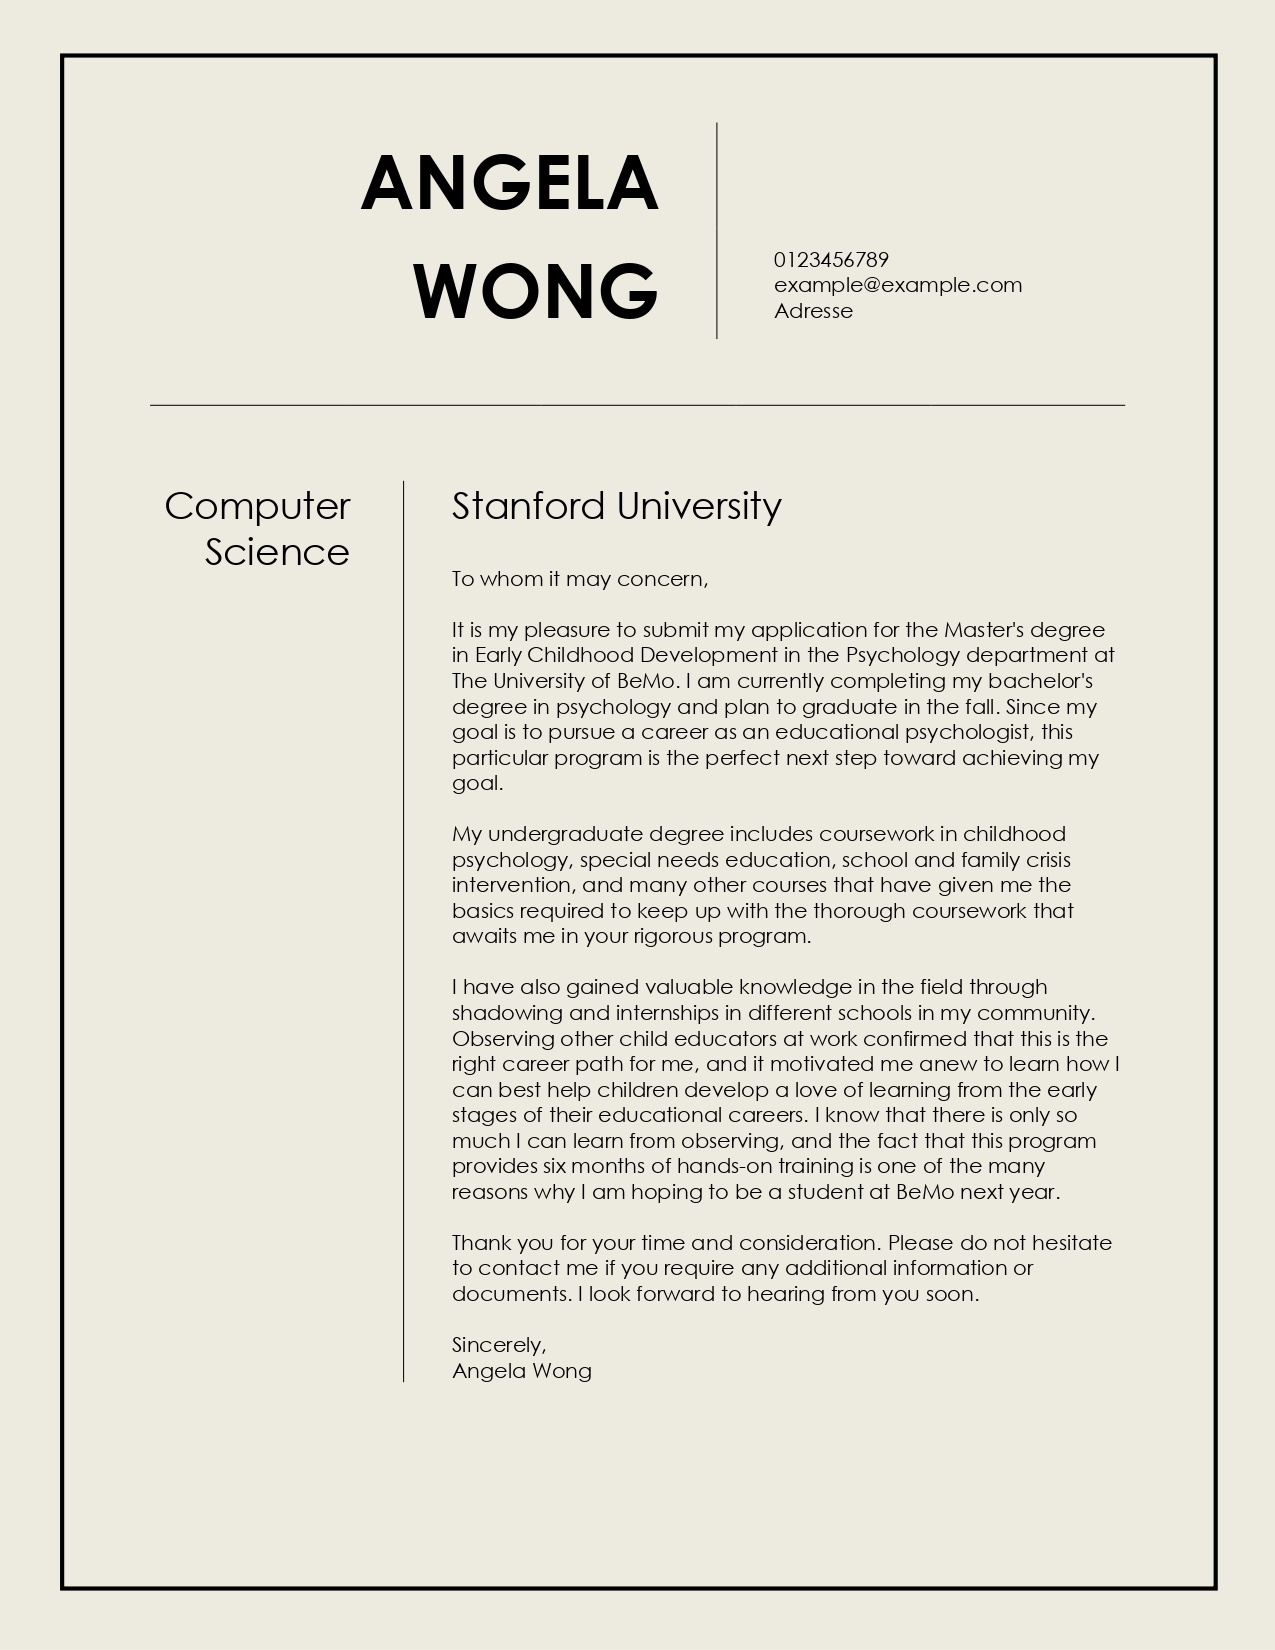 ANGELA
WONG
0123456789
example@example.com
Adresse
Computer
Science
Stanford University
To whom it may concern,
It is my pleasure to submit my application for the Master's degree
in Early Childhood Development in the Psychology department at
The University of BeMo. I am currently completing my bachelor's
degree in psychology and plan to graduate in the fall. Since my
goal is to pursue a career as an educational psychologist, this
particular program is the perfect next step toward achieving my
goal.
My undergraduate degree includes coursework in childhood
psychology, special needs education, school and family crisis
intervention, and many other courses that have given me the
basics required to keep up with the thorough coursework that
awaits me in your rigorous program.
I have also gained valuable knowledge in the field through
shadowing and internships in different schools in my community.
Observing other child educators at work confirmed that this is the
right career path for me, and it motivated me anew to learn how I
can best help children develop a love of learning from the early
stages of their educational careers. I know that there is only so
much I can learn from observing, and the fact that this program
provides six months of hands-on training is one of the many
reasons why I am hoping to be a student at BeMo next year.
Thank you for your time and consideration. Please do not hesitate
to contact me if you require any additional information or
documents. I look forward to hearing from you soon.
Sincerely,
Angela Wong